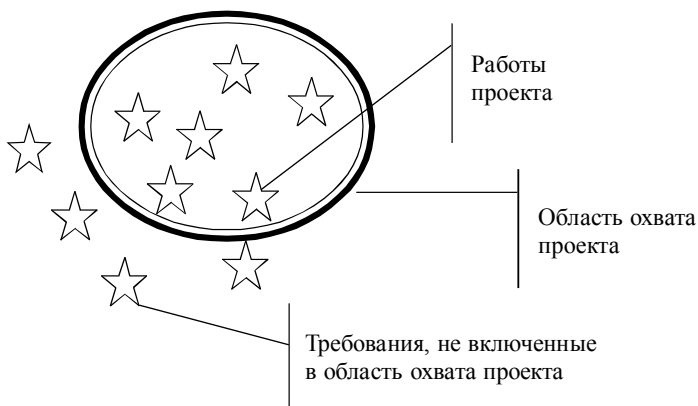 Работы
проекта
Область охвата
проекта
Требования, не включенные
в область охвата проекта